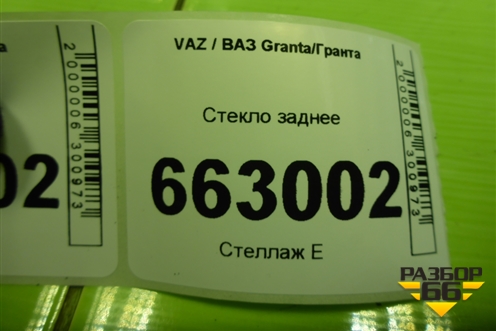 а
02
2000006300973
VAZ / ВАЗ Granta/Гранта
Стекло заднее
663002
Стеллаж Е
2000006300973
РАЗБОР
66